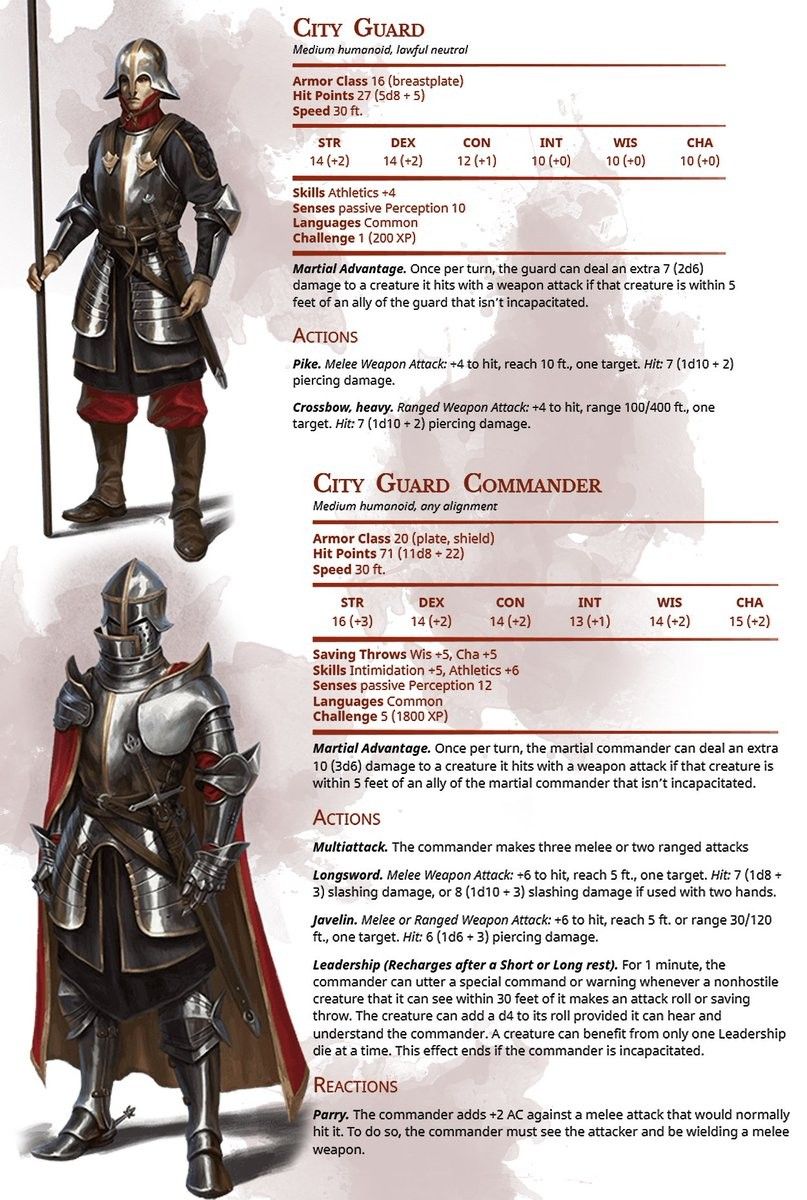 City Guard
Medium humanoid, lawful neutral
Armor Class 16 (breastplate)
Hit Points 27 (5d8 + 5)
Speed 30 ft.
STR DEX CON INT WIS CHA
14 (+2) 14 (+2) 12 (+1) 10 (+0) 10 (+0) 10 (+0)
Skills Athletics +4
Senses passive Perception 10
Languages Common
Challenge 1 (200 XP)
Martial Advantage. Once per turn, the guard can deal an extra 7 (2d6)
damage to a creature it hits with a weapon attack if that creature is within 5
feet of an ally of the guard that isn't incapacitated.
Actions
Pike. Melee Weapon Attack: +4 to hit, reach 10 ft., one target. Hit: 7 (1d10 + 2)
piercing damage.
Crossbow, heavy. Ranged Weapon Attack: +4 to hit, range 100/400 ft., one
target. Hit: 7 (1d10 + 2) piercing damage.
City Guard Commander
Medium humanoid, any alignment
Armor Class 20 (plate, shield)
Hit Points 71 (11d8 + 22)
Speed 30 ft.
STR DEX CON INT WIS CHA
16 (+3) 14 (+2) 14 (+2) 13 (+1) 14 (+2) 15 (+2)
Saving Throws Wis +5, Cha +5
Skills Intimidation +5, Athletics +6
Senses passive Perception 12
Languages Common
Challenge 5 (1800 XP)
Martial Advantage. Once per turn, the martial commander can deal an extra
10 (3d6) damage to a creature it hits with a weapon attack if that creature is
within 5 feet of an ally of the martial commander that isn't incapacitated.
Actions
Multiattack. The commander makes three melee or two ranged attacks
Longsword. Melee Weapon Attack: +6 to hit, reach 5 ft., one target. Hit: 7 (1d8 +
3) slashing damage, or 8 (1d10 + 3) slashing damage if used with two hands.
Javelin. Melee or Ranged Weapon Attack: +6 to hit, reach 5 ft. or range 30/120
ft., one target. Hit: 6 (1d6 + 3) piercing damage.
Leadership (Recharges after a Short or Long rest). For 1 minute, the
commander can utter a special command or warning whenever a nonhostile
creature that it can see within 30 feet of it makes an attack roll or saving
throw. The creature can add a d4 to its roll provided it can hear and
understand the commander. A creature can benefit from only one Leadership
die at a time. This effect ends if the commander is incapacitated.
Reactions
Parry. The commander adds +2 AC against a melee attack that would normally
hit it. To do so, the commander must see the attacker and be wielding a melee
weapon.